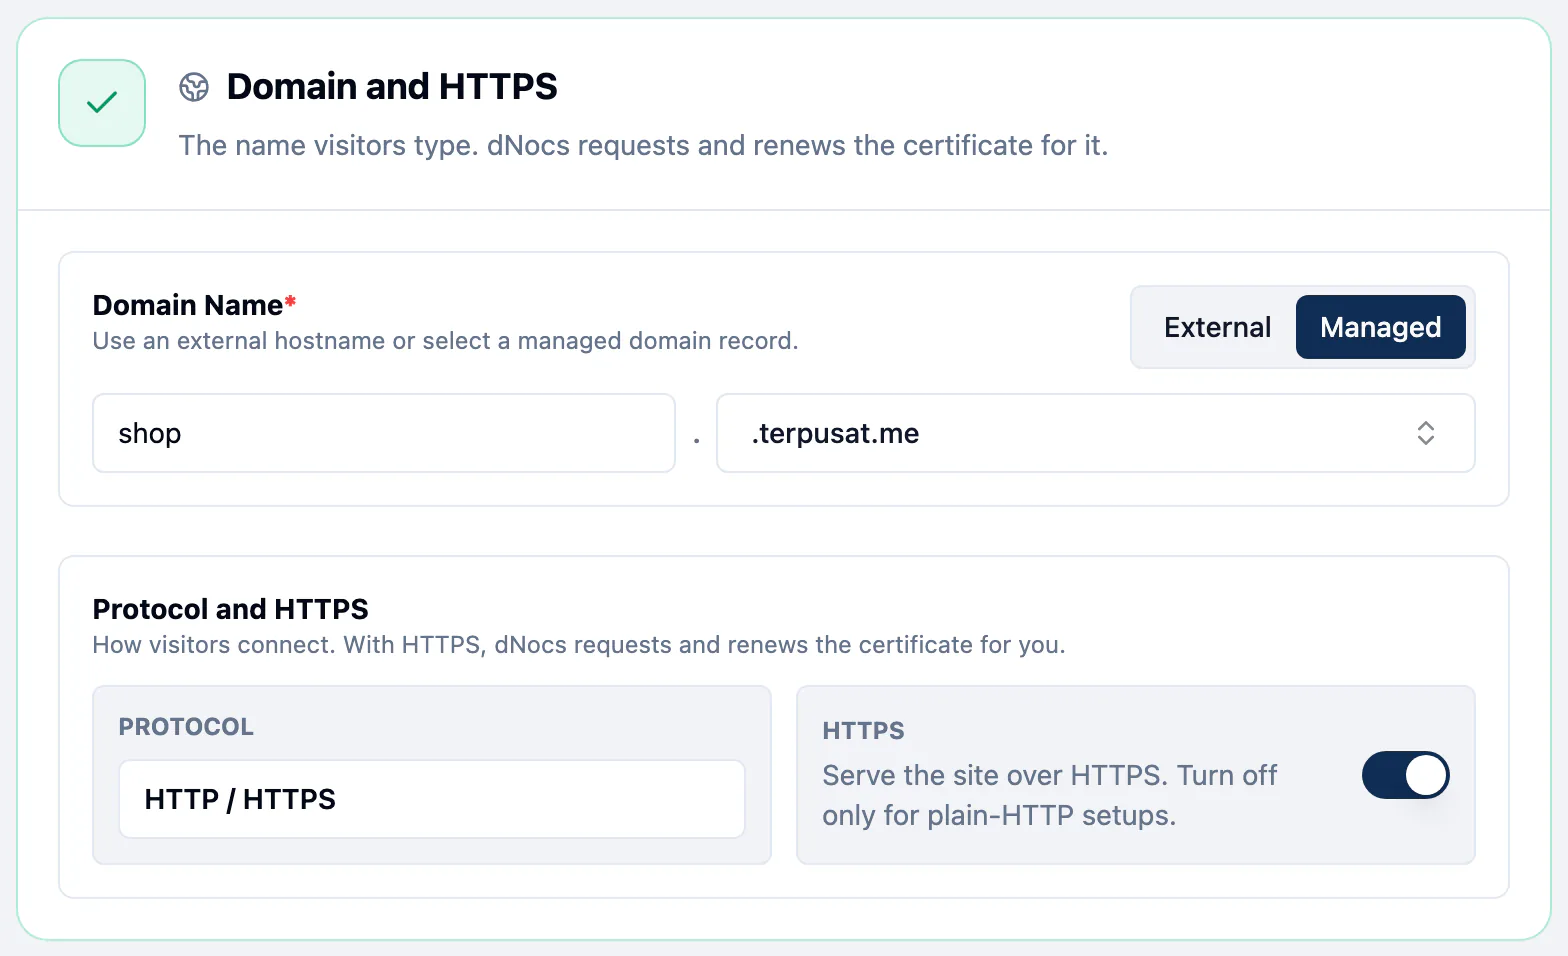 Domain and HTTPS
The name visitors type. dNocs requests and renews the certificate for it.
Domain Name*
Use an external hostname or select a managed domain record.
External Managed
shop . .terpusat.me
Protocol and HTTPS
How visitors connect. With HTTPS, dNocs requests and renews the certificate for you.
PROTOCOL
HTTP / HTTPS
HTTPS
Serve the site over HTTPS. Turn off
only for plain-HTTP setups.